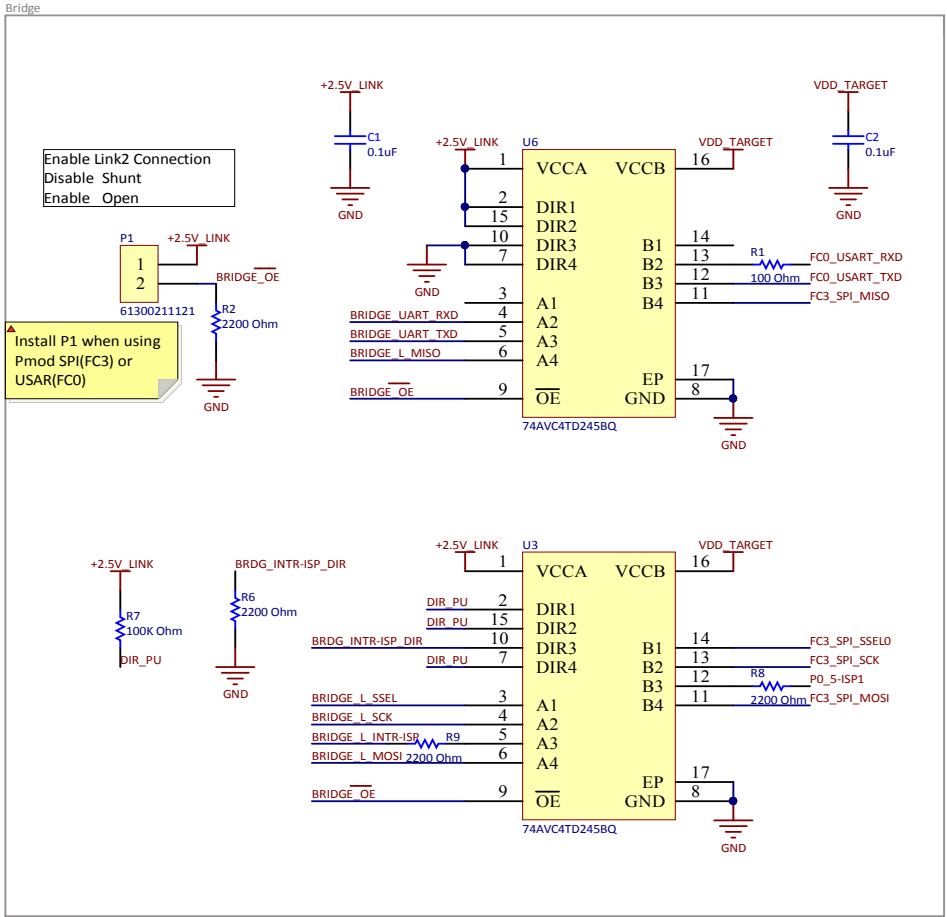 Bridge
+2.5V_LINK
VDD_TARGET
C1
0.1uF
GND
C2
0.1uF
GND
Enable Link2 Connection
Disable  Shunt
Enable   Open
P1
+2.5V_LINK
1
2
BRIDGE_OE
61300211121
R2
2200 Ohm
GND
Install P1 when using
Pmod SPI(FC3) or
USAR(FC0)
+2.5V_LINK
U6
VDD_TARGET
1 VCCA VCCB 16
2 DIR1
15 DIR2
10 DIR3 B1 14
7 DIR4 B2 13 R1 100 Ohm FC0_USART_RXD
B3 12 FC0_USART_TXD
3 A1 B4 11 FC3_SPI_MISO
GND
BRIDGE_UART_RXD 4 A2
BRIDGE_UART_TXD 5 A3
BRIDGE_L_MISO 6 A4
EP 17
BRIDGE_OE 9 OE GND 8
74AVC4TD245BQ
GND
+2.5V_LINK
R7
100K Ohm
DIR_PU
BRDG_INTR-ISP_DIR
R6
2200 Ohm
GND
+2.5V_LINK
U3
VDD_TARGET
1 VCCA VCCB 16
DIR_PU 2 DIR1
DIR_PU 15 DIR2
BRDG_INTR-ISP_DIR 10 DIR3 B1 14 FC3_SPI_SSEL0
DIR_PU 7 DIR4 B2 13 FC3_SPI_SCK
B3 12 R8 2200 Ohm P0_5-ISP1
BRIDGE_L_SSEL 3 A1 B4 11 FC3_SPI_MOSI
BRIDGE_L_SCK 4 A2
BRIDGE_L_INTR-ISP R9 5 A3
BRIDGE_L_MOSI 2200 Ohm 6 A4
EP 17
BRIDGE_OE 9 OE GND 8
74AVC4TD245BQ
GND